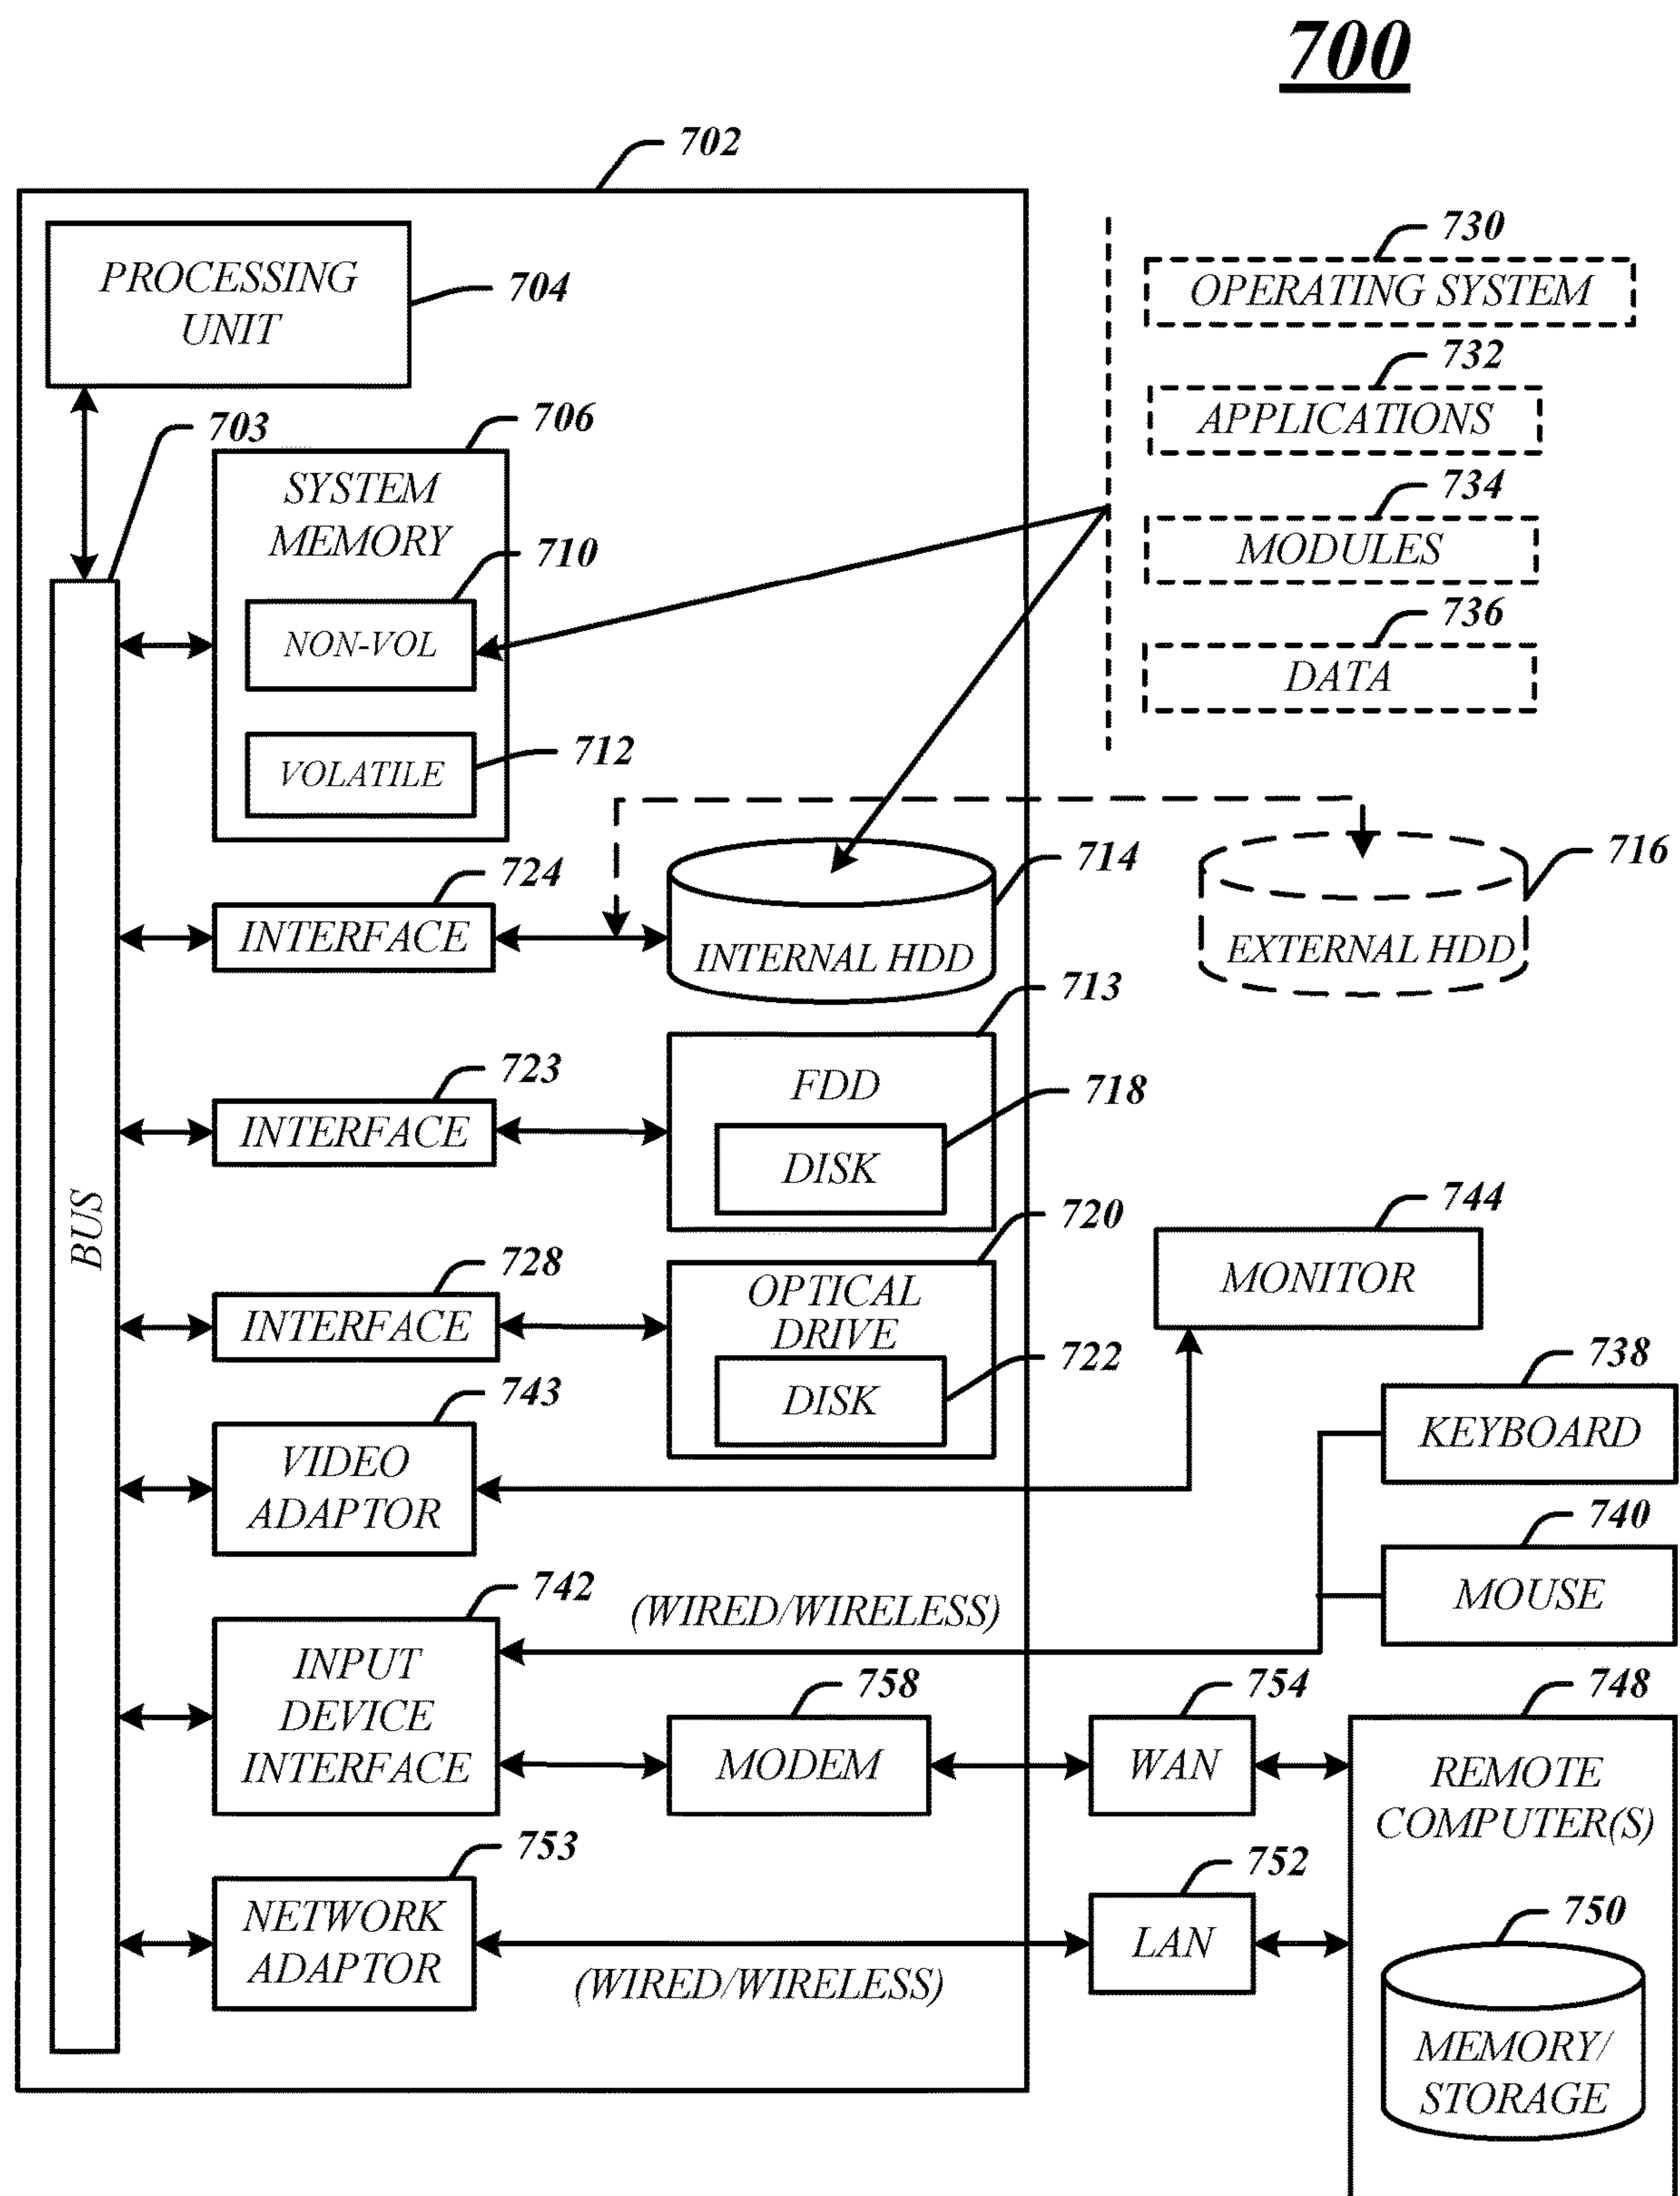 700
702
PROCESSING
UNIT
704
730
OPERATING SYSTEM
732
APPLICATIONS
734
MODULES
736
DATA
703
706
SYSTEM
MEMORY
710
NON-VOL
712
VOLATILE
BUS
724
INTERFACE
714
INTERNAL HDD
716
EXTERNAL HDD
723
INTERFACE
713
FDD
718
DISK
728
INTERFACE
720
OPTICAL
DRIVE
722
DISK
744
MONITOR
743
VIDEO
ADAPTOR
738
KEYBOARD
740
MOUSE
742
INPUT
DEVICE
INTERFACE
(WIRED/WIRELESS)
758
MODEM
754
WAN
748
REMOTE
COMPUTER(S)
753
NETWORK
ADAPTOR
(WIRED/WIRELESS)
752
LAN
750
MEMORY/
STORAGE